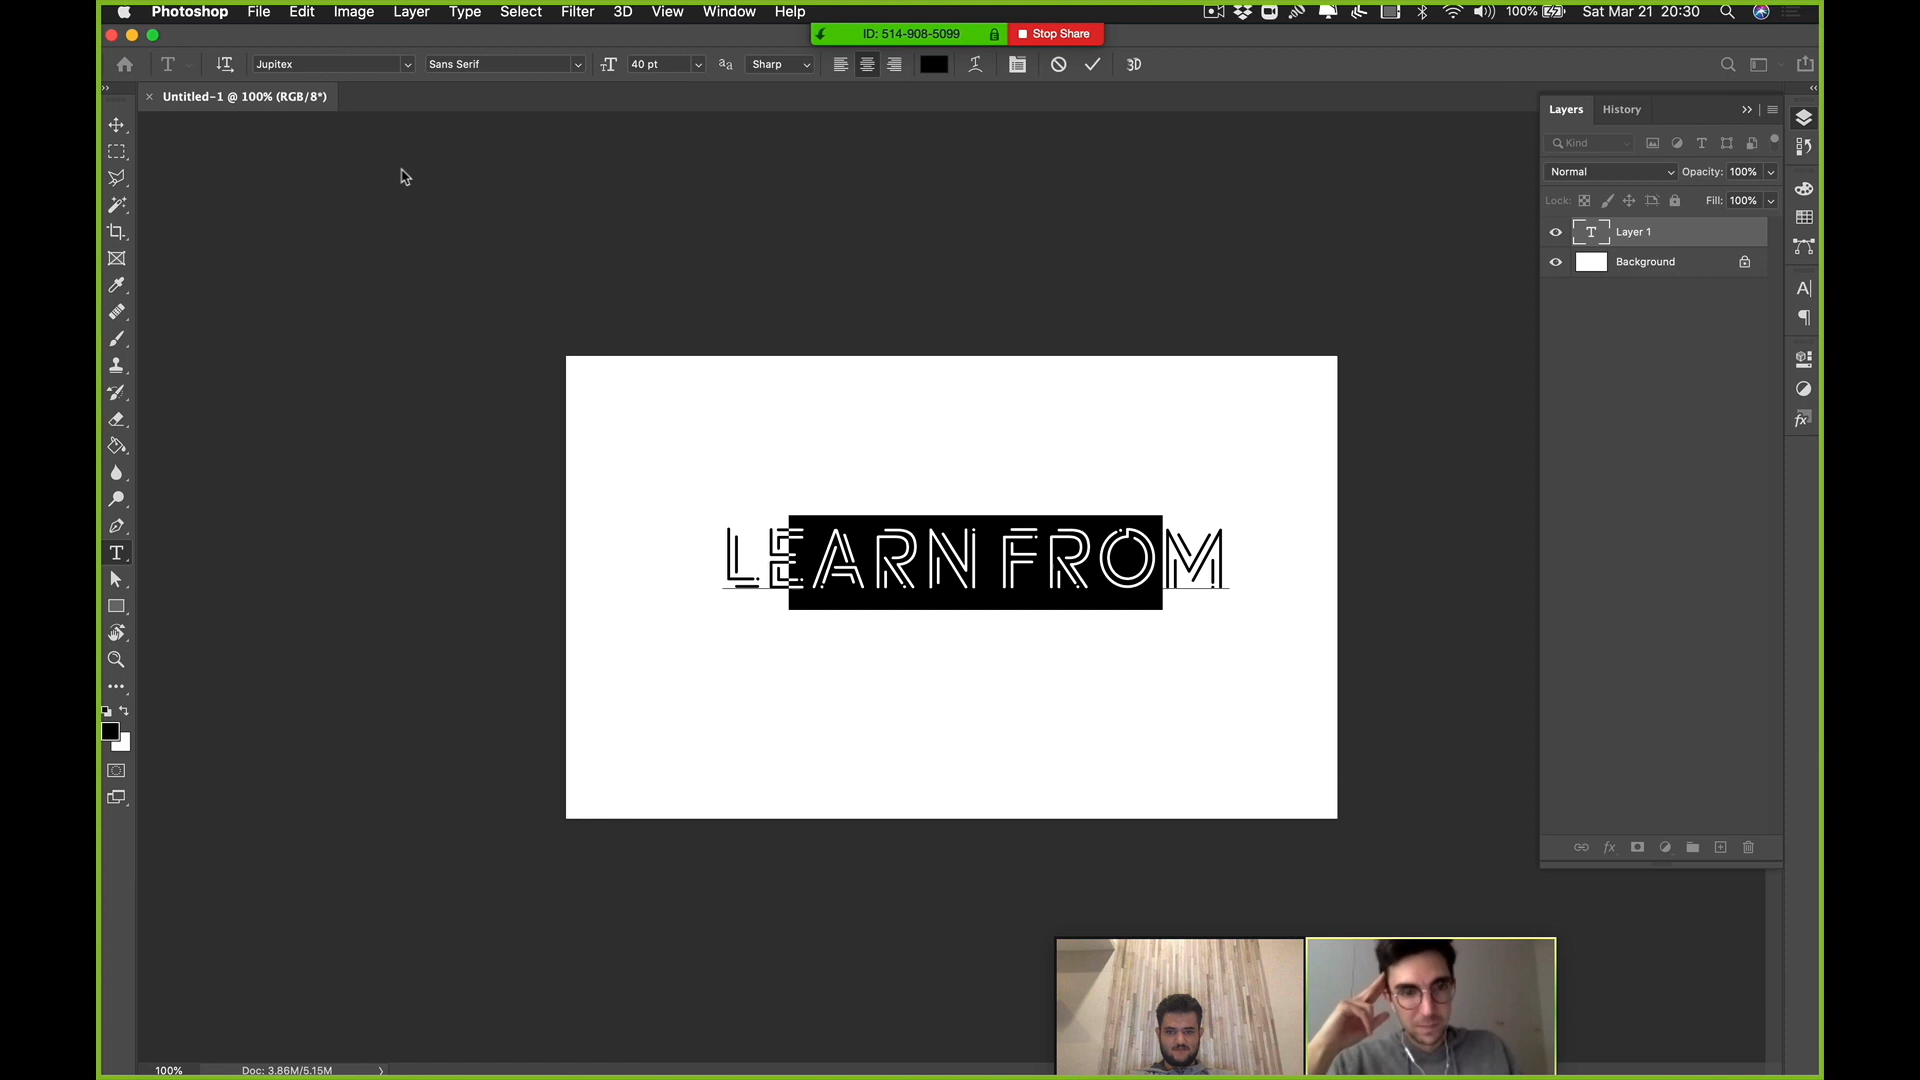 Photoshop File Edit Image Layer Type Select Filter 3D View Window Help 100% Sat Mar 21 20:30
ID: 514-908-5099 Stop Share
Jupitex Sans Serif 40 pt Sharp 3D
Untitled-1 @ 100% (RGB/8*)
Layers History
Kind
Normal Opacity: 100%
Lock: Fill: 100%
T Layer 1
Background
LEARN FROM
100% Doc: 3.86M/5.15M